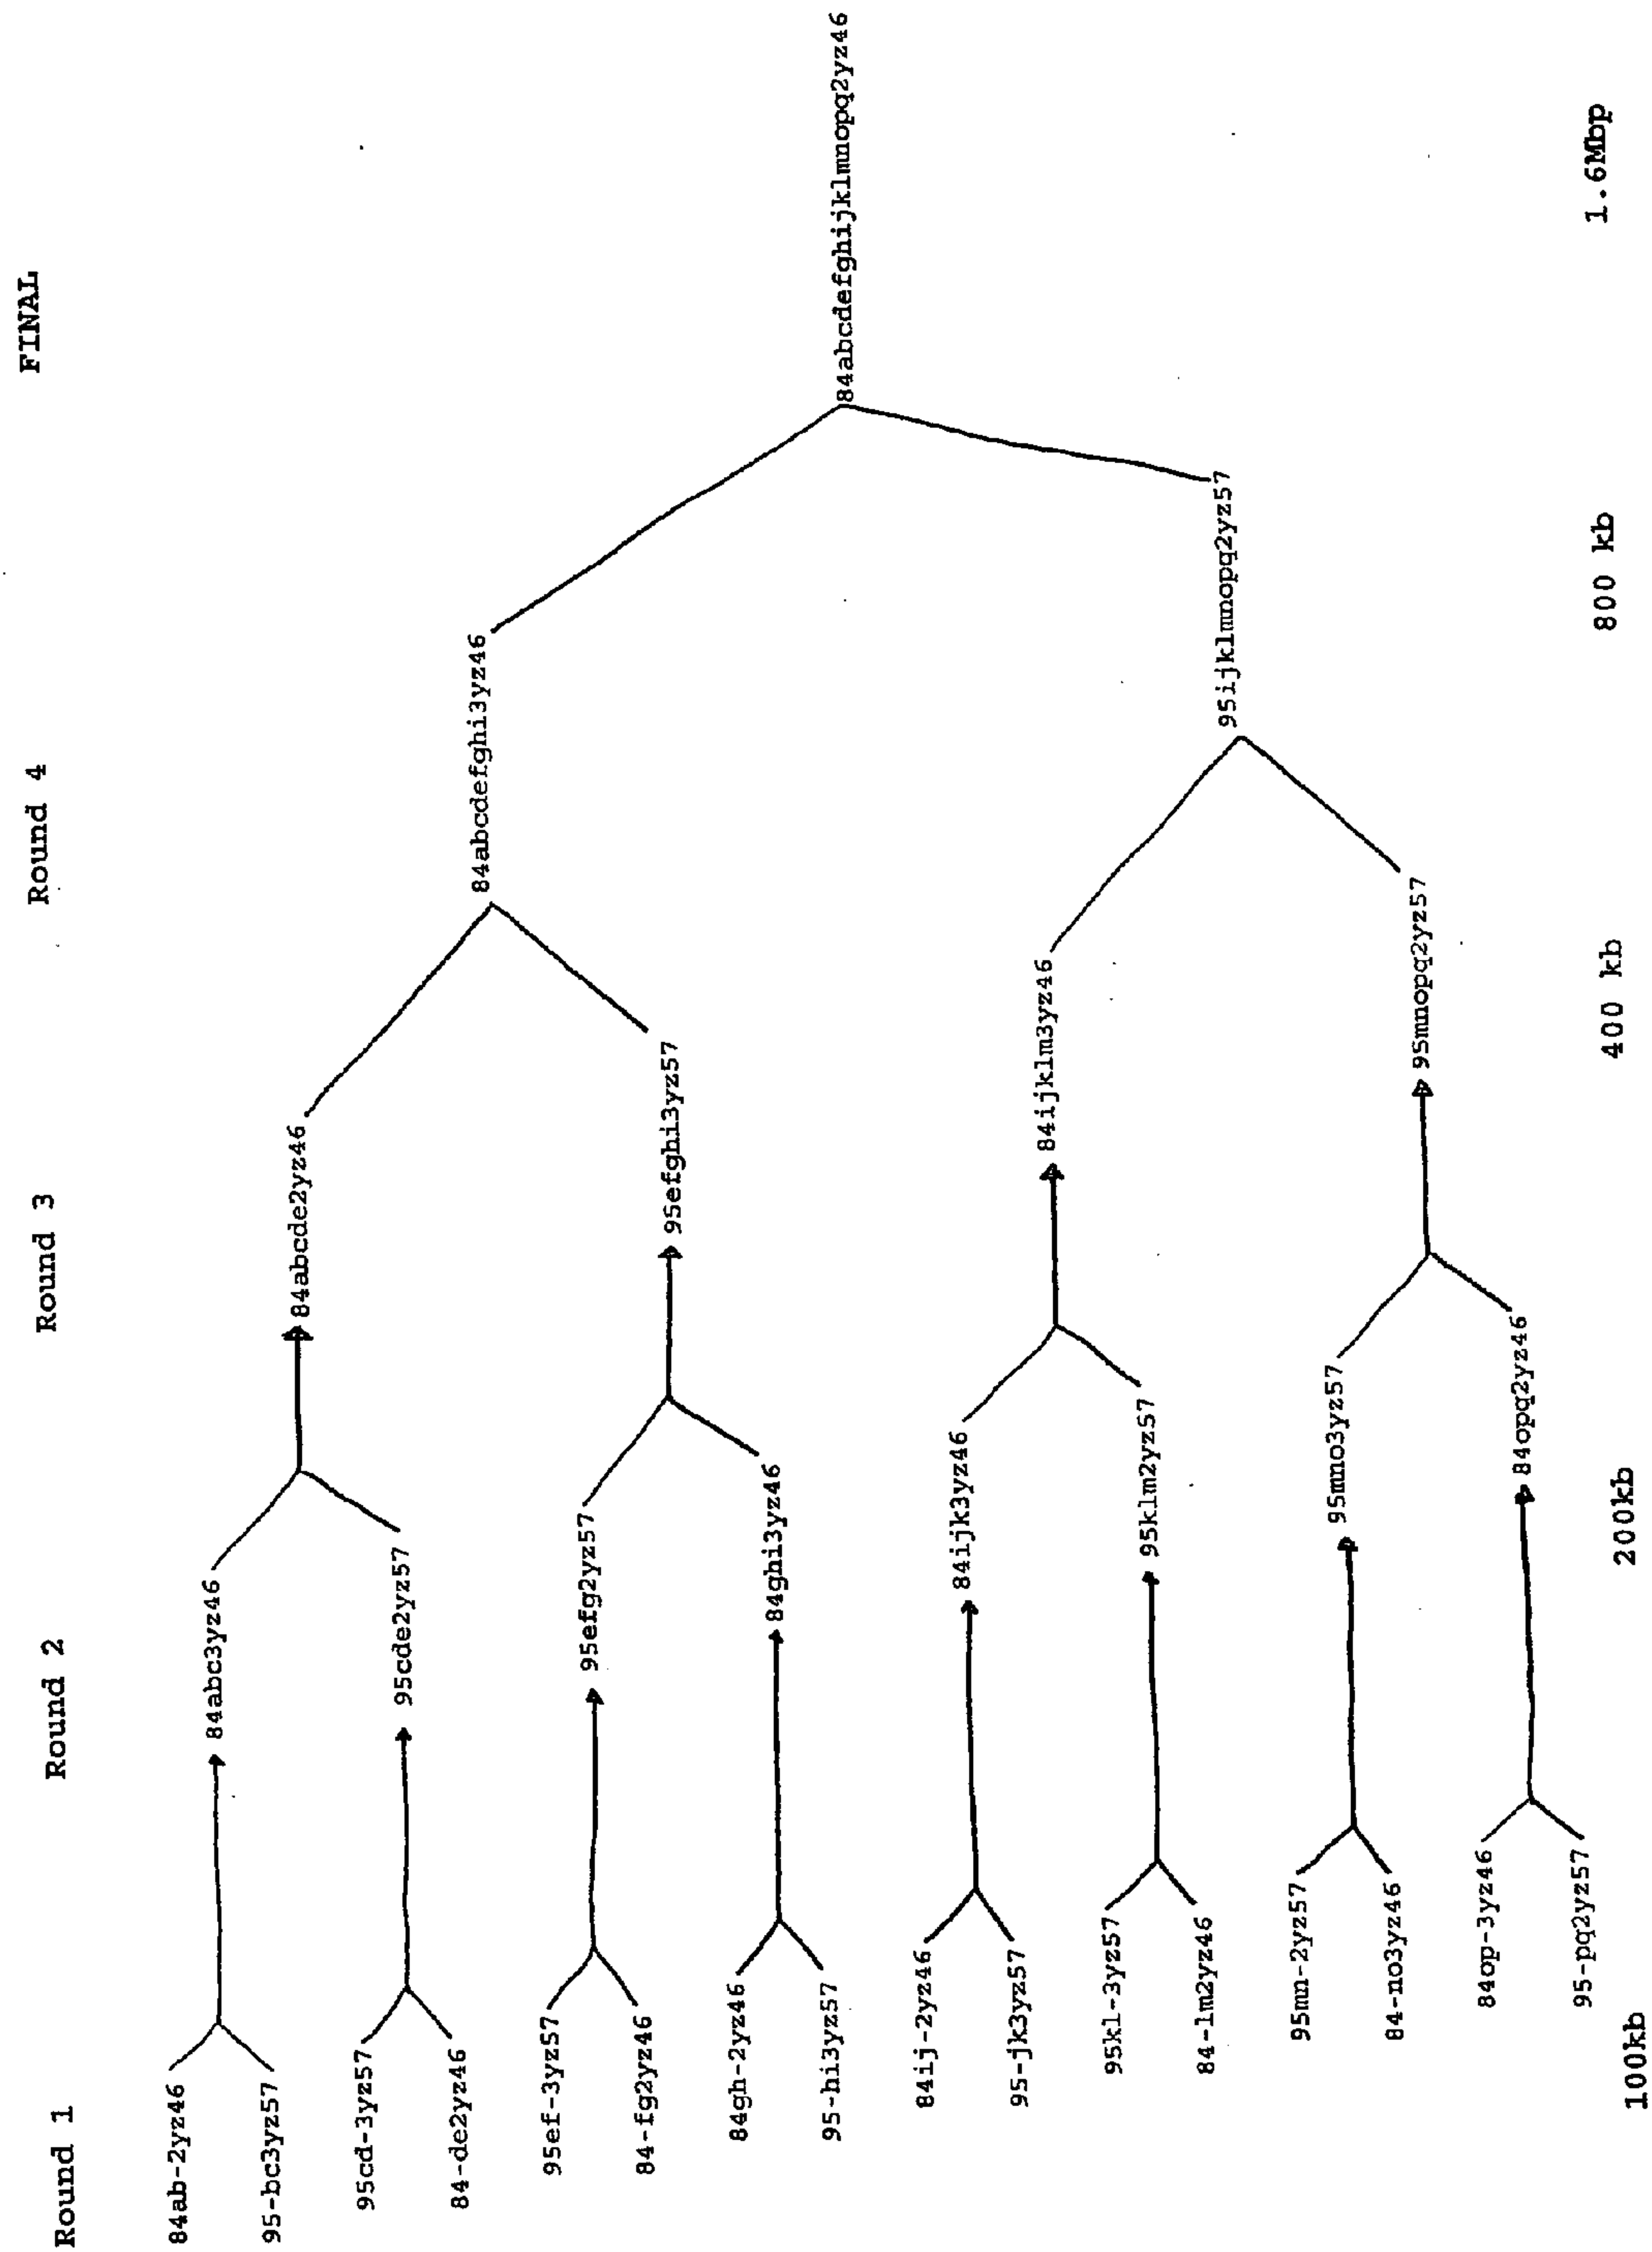 Round 1
Round 2
Round 3
Round 4
FINAL
84ab-2yz46
95-bc3yz57
84abc3yz46
95cd-3yz57
84-de2yz46
95cde2yz57
84abcde2yz46
95ef-3yz57
84-fg2yz46
95efg2yz57
84gh-2yz46
95-hi3yz57
84ghi3yz46
95efghi3yz57
84abcdefghi3yz46
84ij-2yz46
95-jk3yz57
84ijk3yz46
95kl-3yz57
84-lm2yz46
95klm2yz57
84ijklm3yz46
95mn-2yz57
84-no3yz46
95mno3yz57
84op-3yz46
95-pq2yz57
84opq2yz46
95mnopq2yz57
95ijklmnopq2yz57
84abcdefghijklmnopq2yz46
100kb
200kb
400 kb
800 kb
1.6Mbp